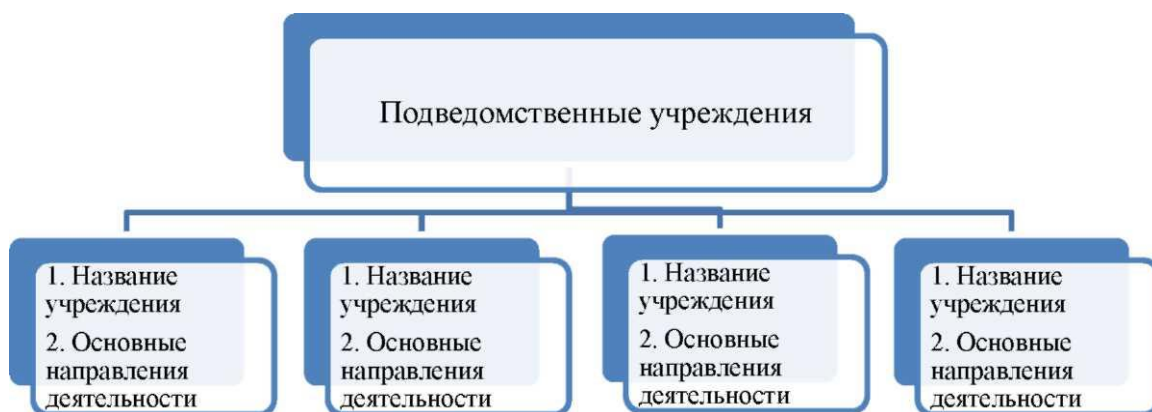 Подведомственные учреждения
1. Название
учреждения
2. Основные
направления
деятельности
1. Название
учреждения
2. Основные
направления
деятельности
1. Название
учреждения
2. Основные
направления
деятельности
1. Название
учреждения
2. Основные
направления
деятельности